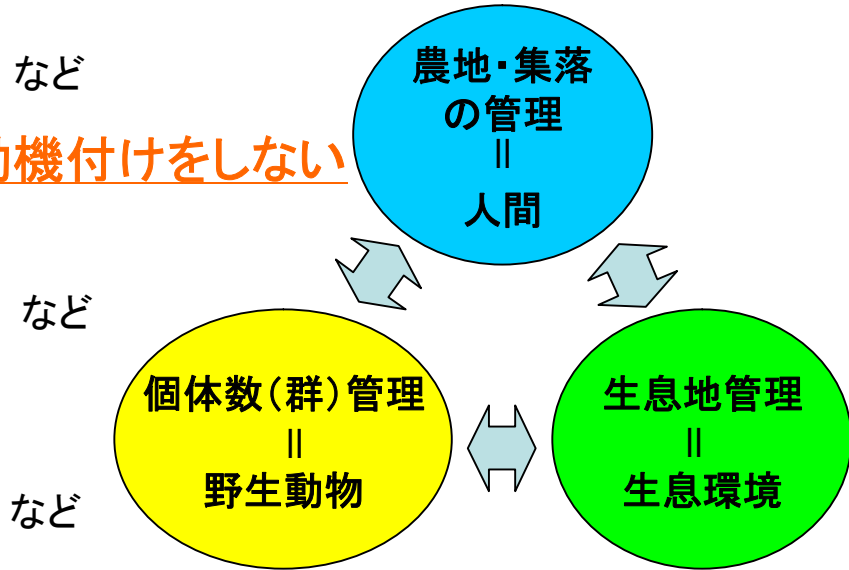 など
農地・集落
の管理
＝
人間
動機付けをしない
など
個体数（群）管理
＝
野生動物
生息地管理
＝
生息環境
など